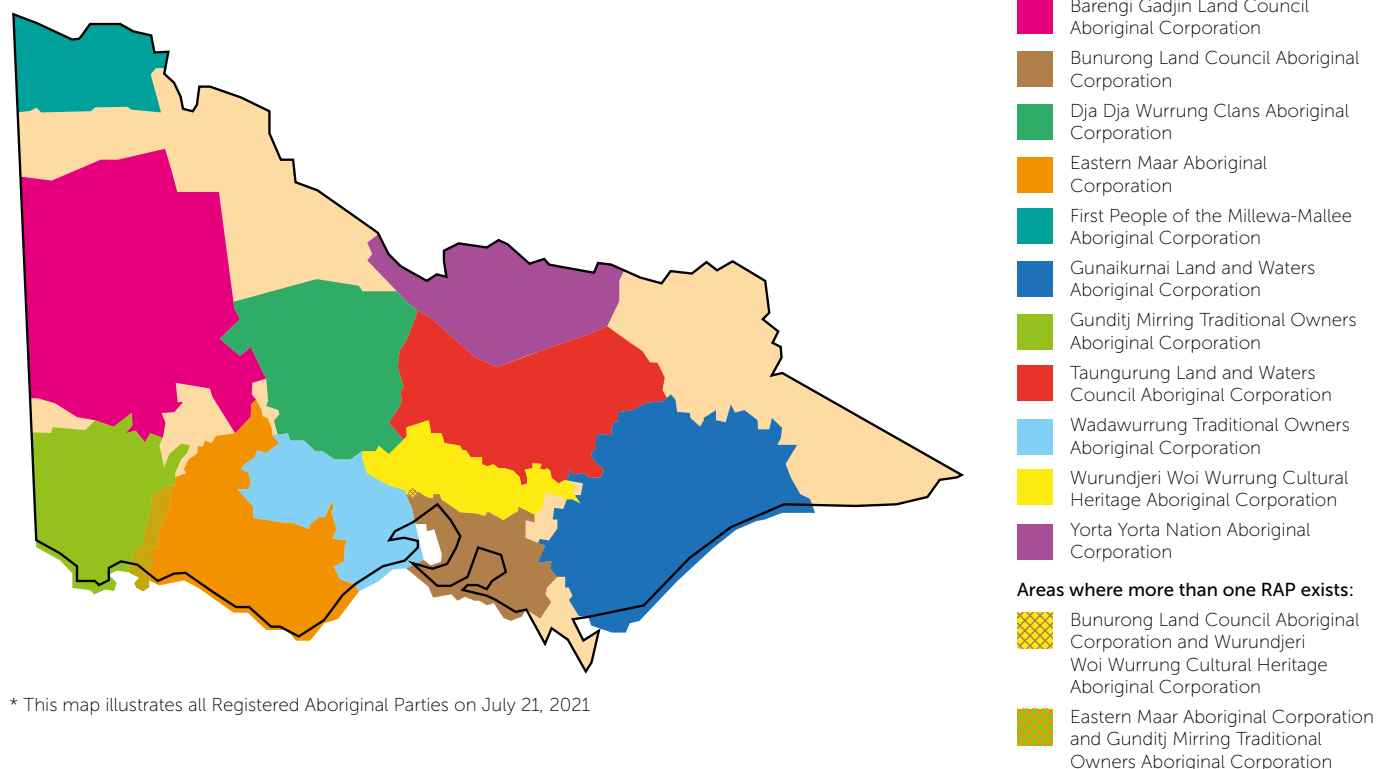 Barengi Gadjin Land Council
Aboriginal Corporation
Bunurong Land Council Aboriginal
Corporation
Dja Dja Wurrung Clans Aboriginal
Corporation
Eastern Maar Aboriginal
Corporation
First People of the Millewa-Mallee
Aboriginal Corporation
Gunaikurnai Land and Waters
Aboriginal Corporation
Gunditj Mirring Traditional Owners
Aboriginal Corporation
Taungurung Land and Waters
Council Aboriginal Corporation
Wadawurrung Traditional Owners
Aboriginal Corporation
Wurundjeri Woi Wurrung Cultural
Heritage Aboriginal Corporation
Yorta Yorta Nation Aboriginal
Corporation
Areas where more than one RAP exists:
Bunurong Land Council Aboriginal
Corporation and Wurundjeri
Woi Wurrung Cultural Heritage
Aboriginal Corporation
Eastern Maar Aboriginal Corporation
and Gunditj Mirring Traditional
Owners Aboriginal Corporation
* This map illustrates all Registered Aboriginal Parties on July 21, 2021